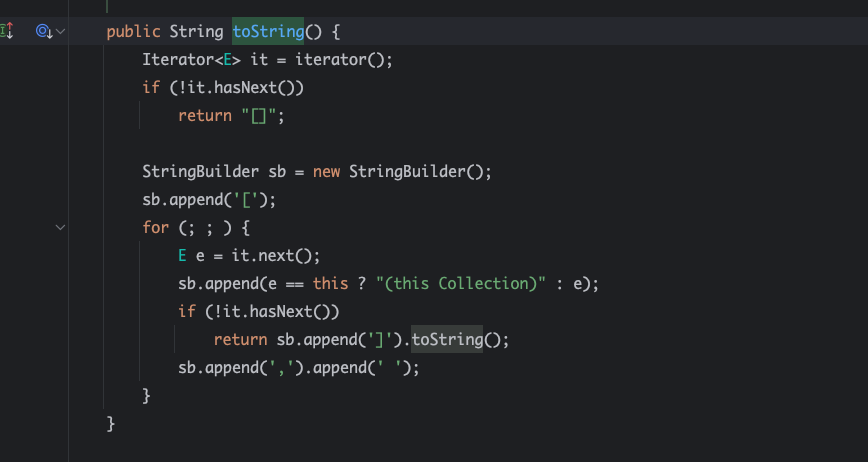 public String toString() {
Iterator<E> it = iterator();
if (!it.hasNext())
return "[]";
StringBuilder sb = new StringBuilder();
sb.append('[');
for (; ; ) {
E e = it.next();
sb.append(e == this ? "(this Collection)" : e);
if (!it.hasNext())
return sb.append(']').toString();
sb.append(',').append(' ');
}
}